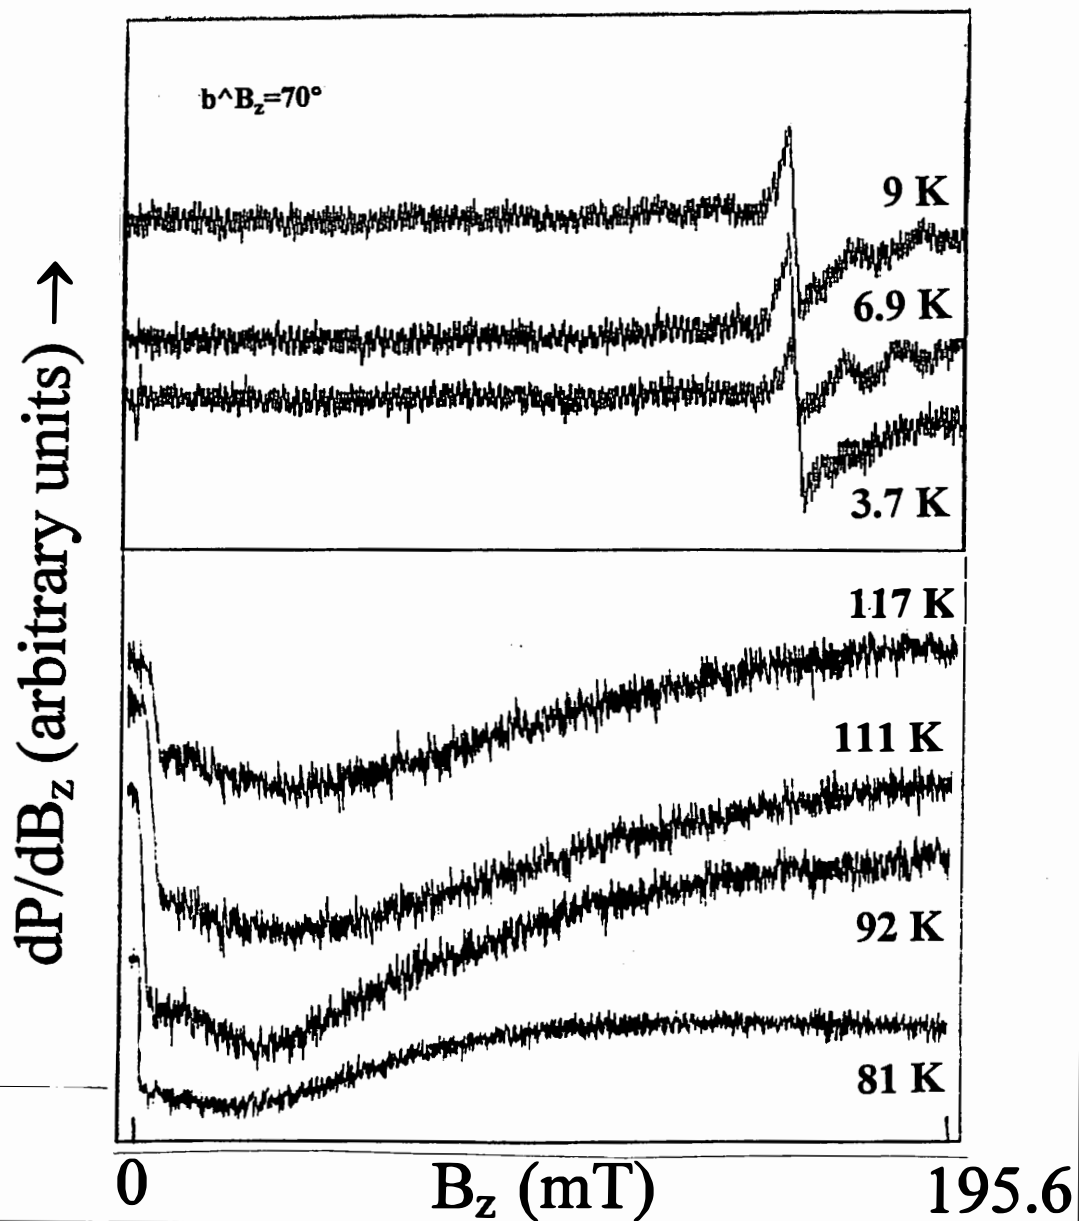 b^B_z=70°
9 K
6.9 K
3.7 K
117 K
111 K
92 K
81 K
dP/dB_z (arbitrary units) →
0
B_z (mT)
195.6